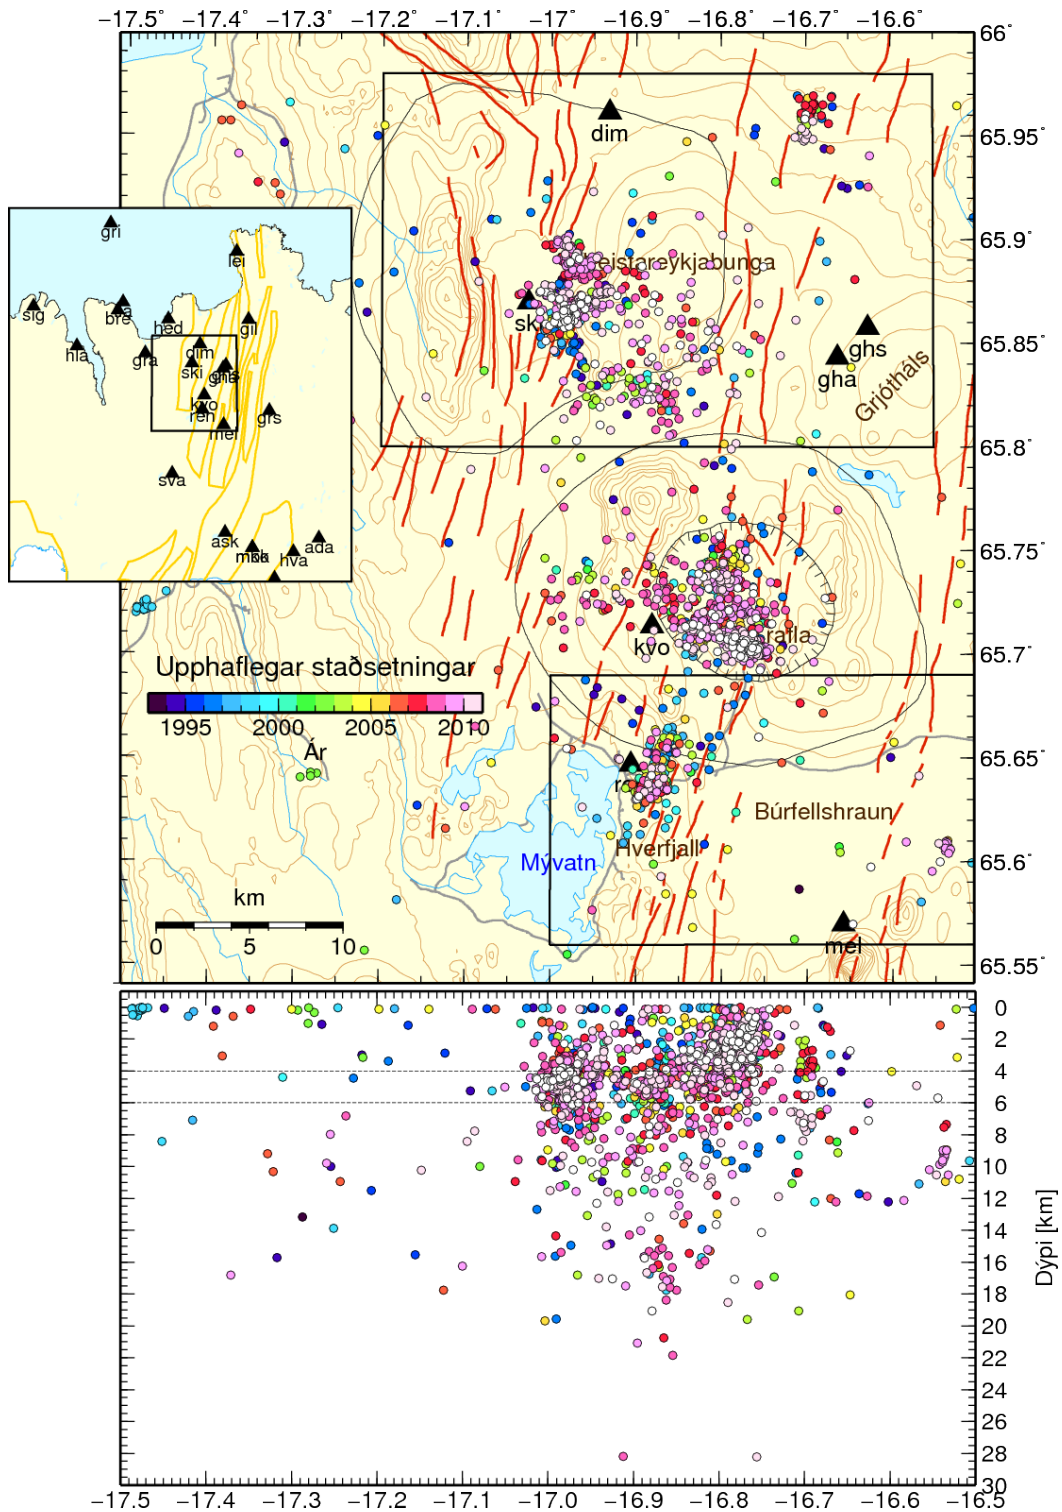 −17.5˚ −17.4˚ −17.3˚ −17.2˚ −17.1˚ −17˚ −16.9˚ −16.8˚ −16.7˚ −16.6˚
66˚
65.95˚
65.9˚
65.85˚
65.8˚
65.75˚
65.7˚
65.65˚
65.6˚
65.55˚
dim
eistareykjabunga
ghs
gha
Grjótháls
gri
lei
sig
bre
hed
gil
hla
gra
dim
ski
kvo
ren
grs
mel
sva
ask
hva
ada
kvo
rafla
Upphaflegar staðsetningar
1995 2000 2005 2010
Ár
Búrfellshraun
Hverfjall
Mývatn
mel
km
0 5 10
0
2
4
6
8
10
12
14
16
18
20
22
24
26
28
30
Dýpi [km]
−17.5 −17.4 −17.3 −17.2 −17.1 −17.0 −16.9 −16.8 −16.7 −16.6 −16.5